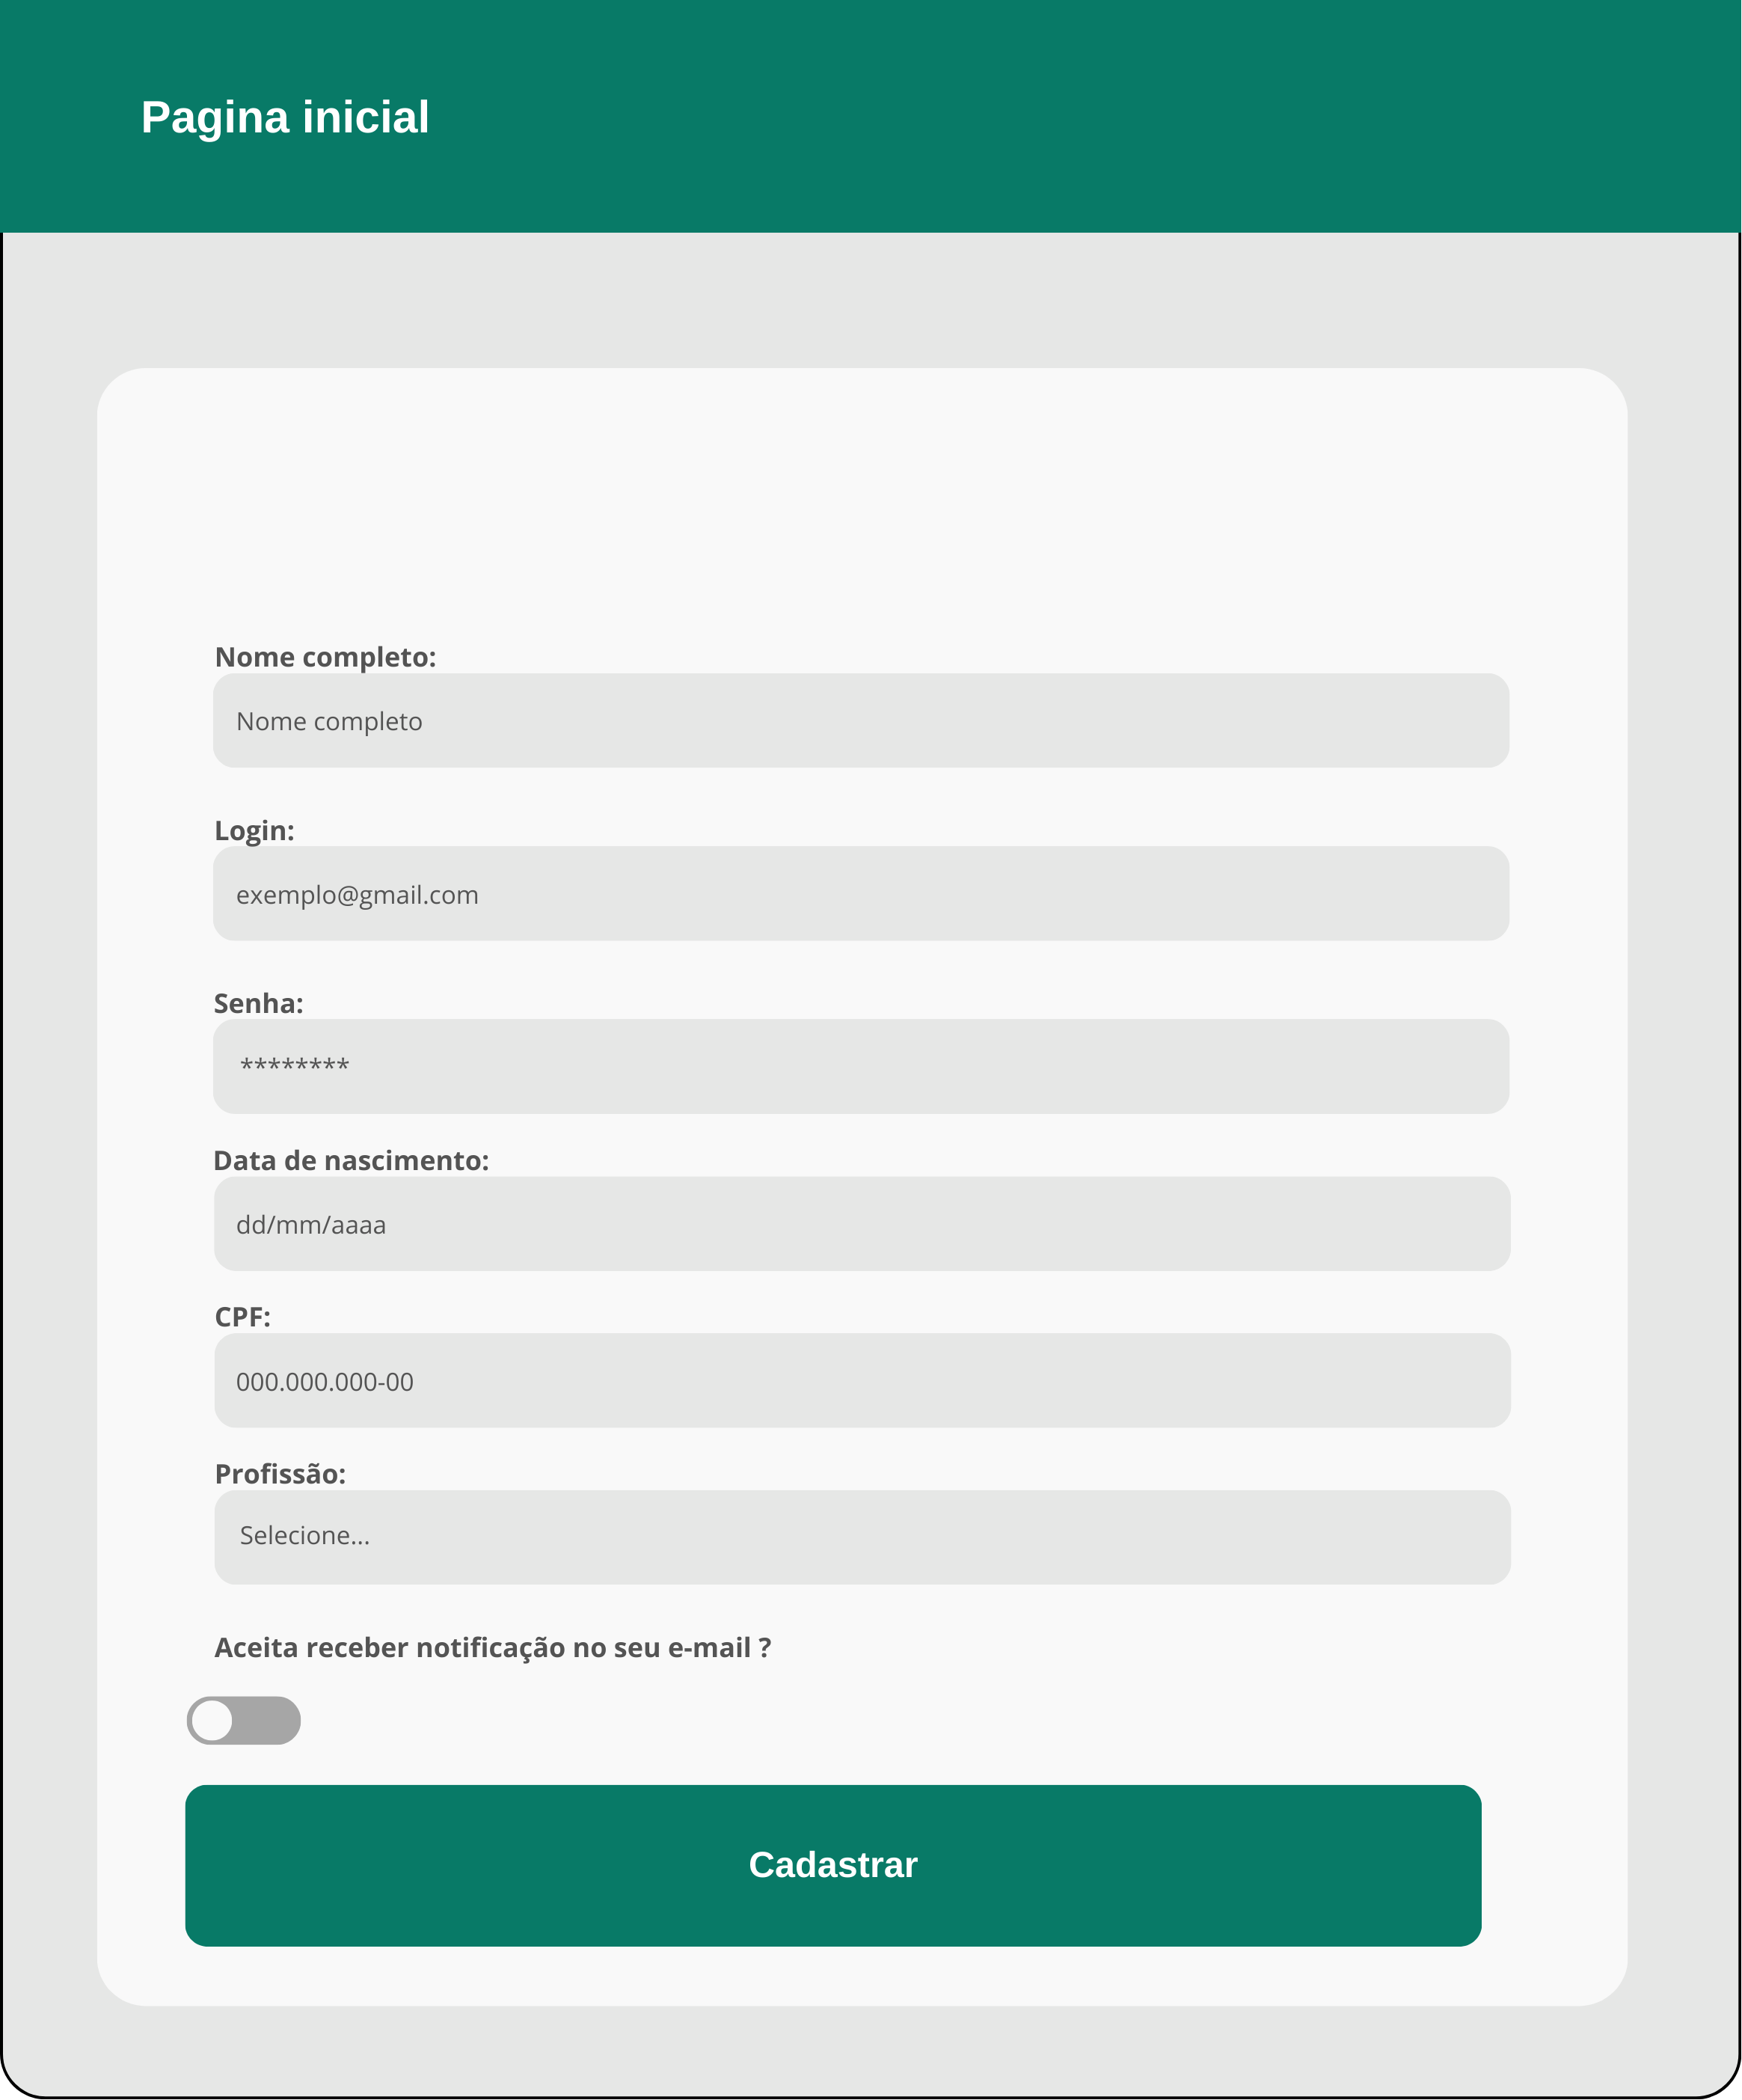 Pagina inicial
Nome completo:
Nome completo
Login:
exemplo@gmail.com
Senha:
********
Data de nascimento:
dd/mm/aaaa
CPF:
000.000.000-00
Profissão:
Selecione...
Aceita receber notificação no seu e-mail ?
Cadastrar